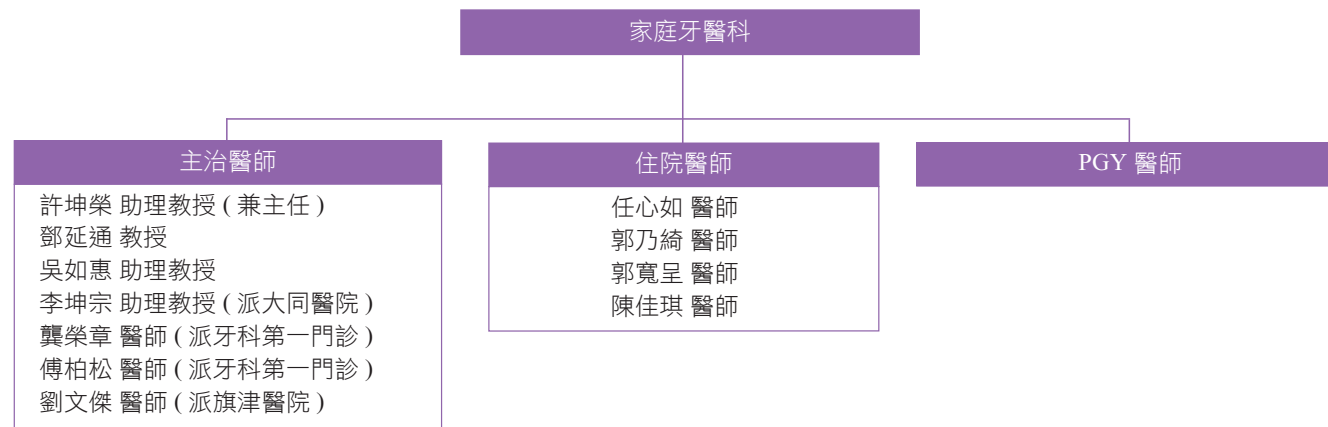 家庭牙醫科
主治醫師
許坤榮 助理教授 ( 兼主任 )
鄧延通 教授
吳如惠 助理教授
李坤宗 助理教授 ( 派大同醫院 )
龔榮章 醫師 ( 派牙科第一門診 )
傅柏松 醫師 ( 派牙科第一門診 )
劉文傑 醫師 ( 派旗津醫院 )
住院醫師
任心如 醫師
郭乃綺 醫師
郭寬呈 醫師
陳佳琪 醫師
PGY 醫師